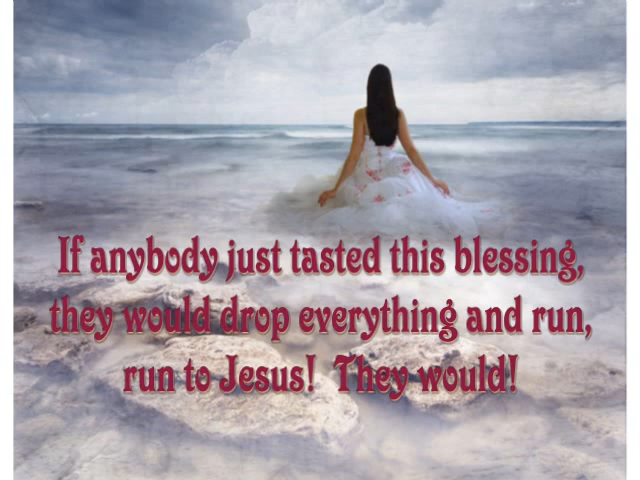 If anybody just tasted this blessing,
they would drop everything and run,
run to Jesus!  They would!